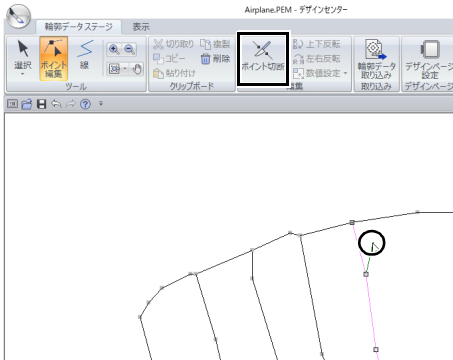 Airplane.PEM - デザインセンター
輪郭データステージ 表示
選択
ポイント編集
線
ツール
切り取り 複製
コピー 削除
貼り付け
クリップボード
ポイント切断
上下反転
左右反転
数値設定
編集
輪郭データ取り込み
取り込み
デザインページ設定
デザインページ